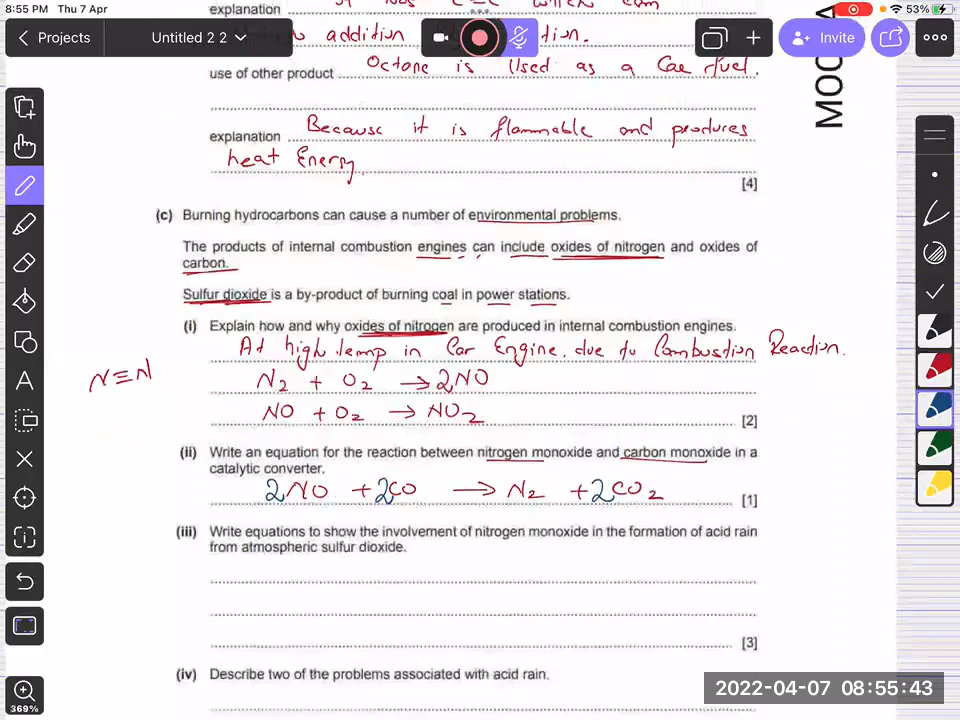 8:55 PM Thu 7 Apr
53%
Projects
Untitled 2 2
Invite
explanation
addition
use of other product Octane is Used as a Car fuel.
explanation Because it is flammable and produces
heat Energy.
[4]
(c) Burning hydrocarbons can cause a number of environmental problems.
The products of internal combustion engines can include oxides of nitrogen and oxides of
carbon.
Sulfur dioxide is a by-product of burning coal in power stations.
(i) Explain how and why oxides of nitrogen are produced in internal combustion engines.
At high temp in Car Engine. due to Combustion Reaction.
N≡N
N2 + O2 → 2NO
NO + O2 → NO2
[2]
(ii) Write an equation for the reaction between nitrogen monoxide and carbon monoxide in a
catalytic converter.
2NO + 2CO → N2 + 2CO2
[1]
(iii) Write equations to show the involvement of nitrogen monoxide in the formation of acid rain
from atmospheric sulfur dioxide.
[3]
(iv) Describe two of the problems associated with acid rain.
369%
2022-04-07 08:55:43